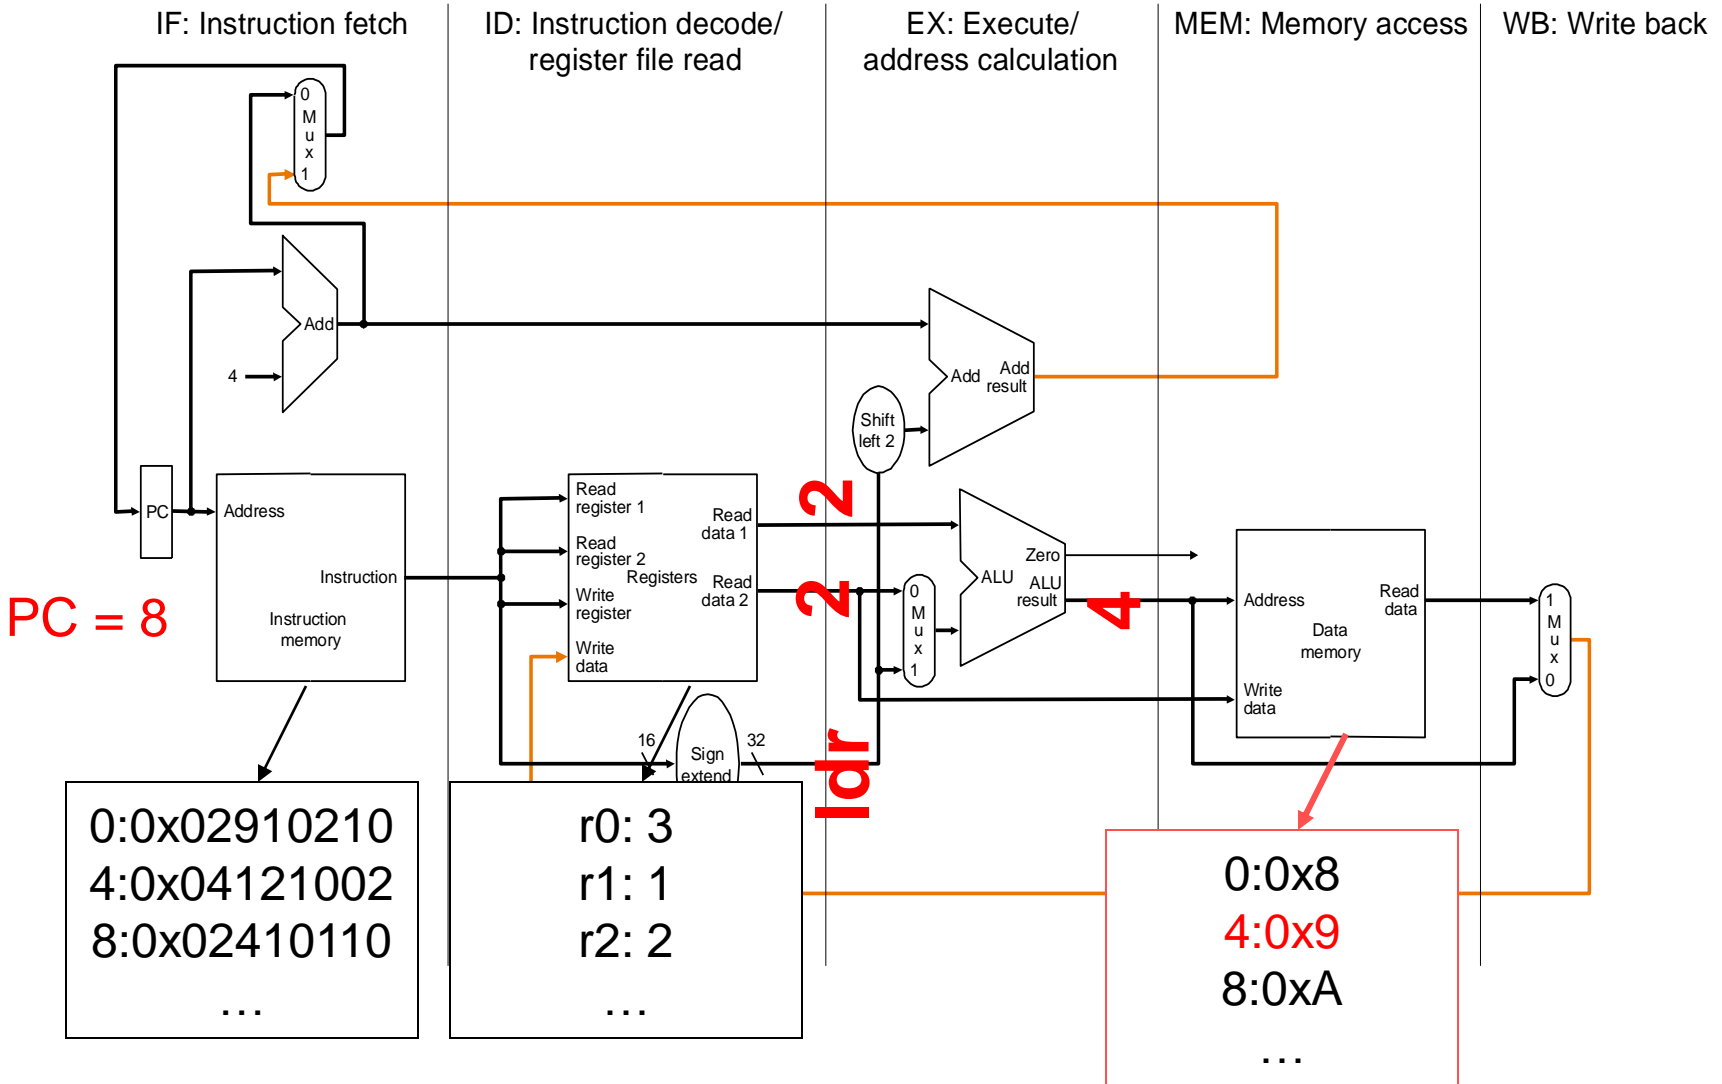 IF: Instruction fetch
ID: Instruction decode/
register file read
EX: Execute/
address calculation
MEM: Memory access
WB: Write back
0
M
u
x
1
Add
4
Add
Add
result
Shift
left 2
PC
Address
Instruction
Instruction
memory
PC = 8
Read
register 1
Read
register 2
Write
register
Write
data
Registers
Read
data 1
Read
data 2
2
2
16
Sign
extend
32
ldr
0
M
u
x
1
Zero
ALU
ALU
result
4
Address
Read
data
Data
memory
Write
data
1
M
u
x
0
0:0x02910210
4:0x04121002
8:0x02410110
...
r0: 3
r1: 1
r2: 2
...
0:0x8
4:0x9
8:0xA
...